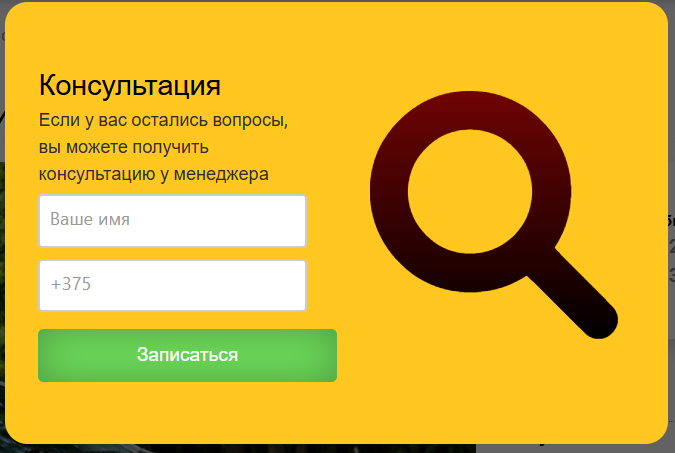 Консультация
Если у вас остались вопросы,
вы можете получить
консультацию у менеджера
Ваше имя
+375
Записаться